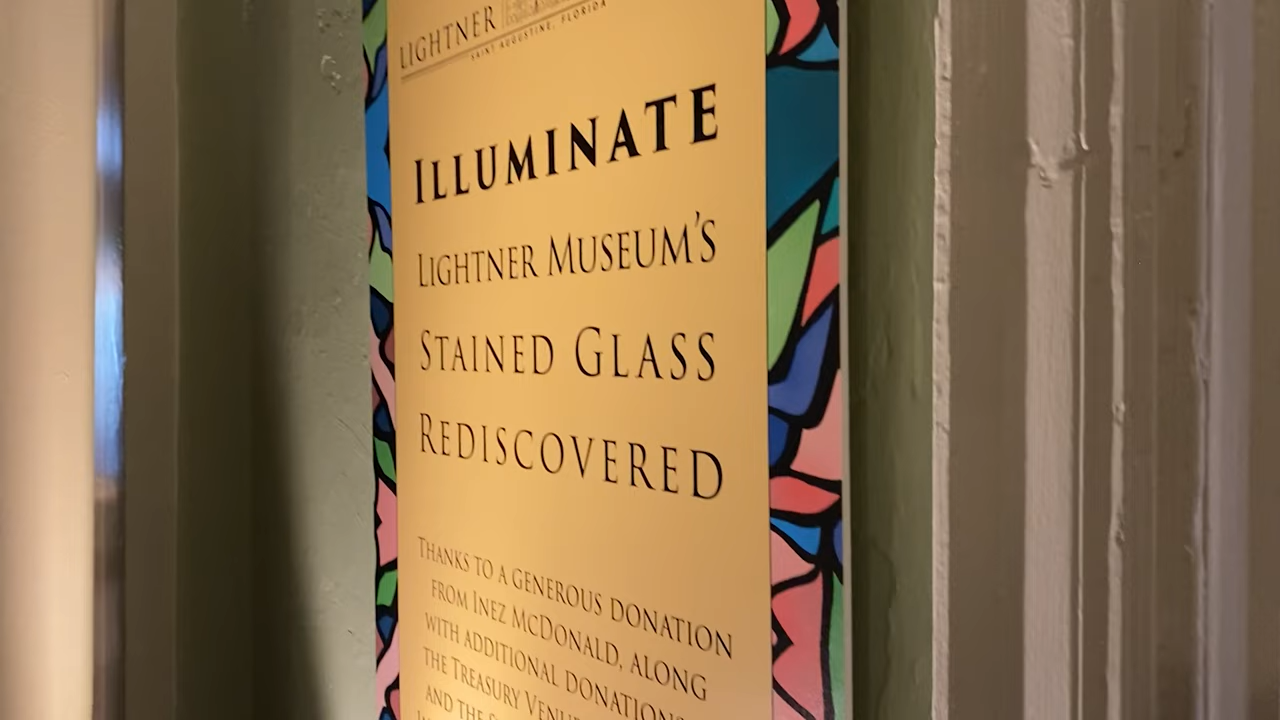 LIGHTNER
SAINT AUGUSTINE, FLORIDA
ILLUMINATE
LIGHTNER MUSEUM'S
STAINED GLASS
REDISCOVERED
THANKS TO A GENEROUS DONATION
FROM INEZ MCDONALD, ALONG
WITH ADDITIONAL DONATIONS
THE TREASURY
AND THE